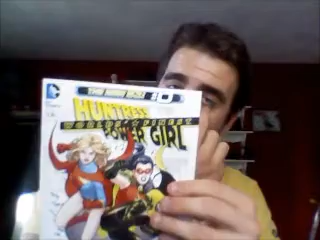 DC
THE NEW 52! 0
HUNTRESS
WORLDS' FINEST
POWER GIRL